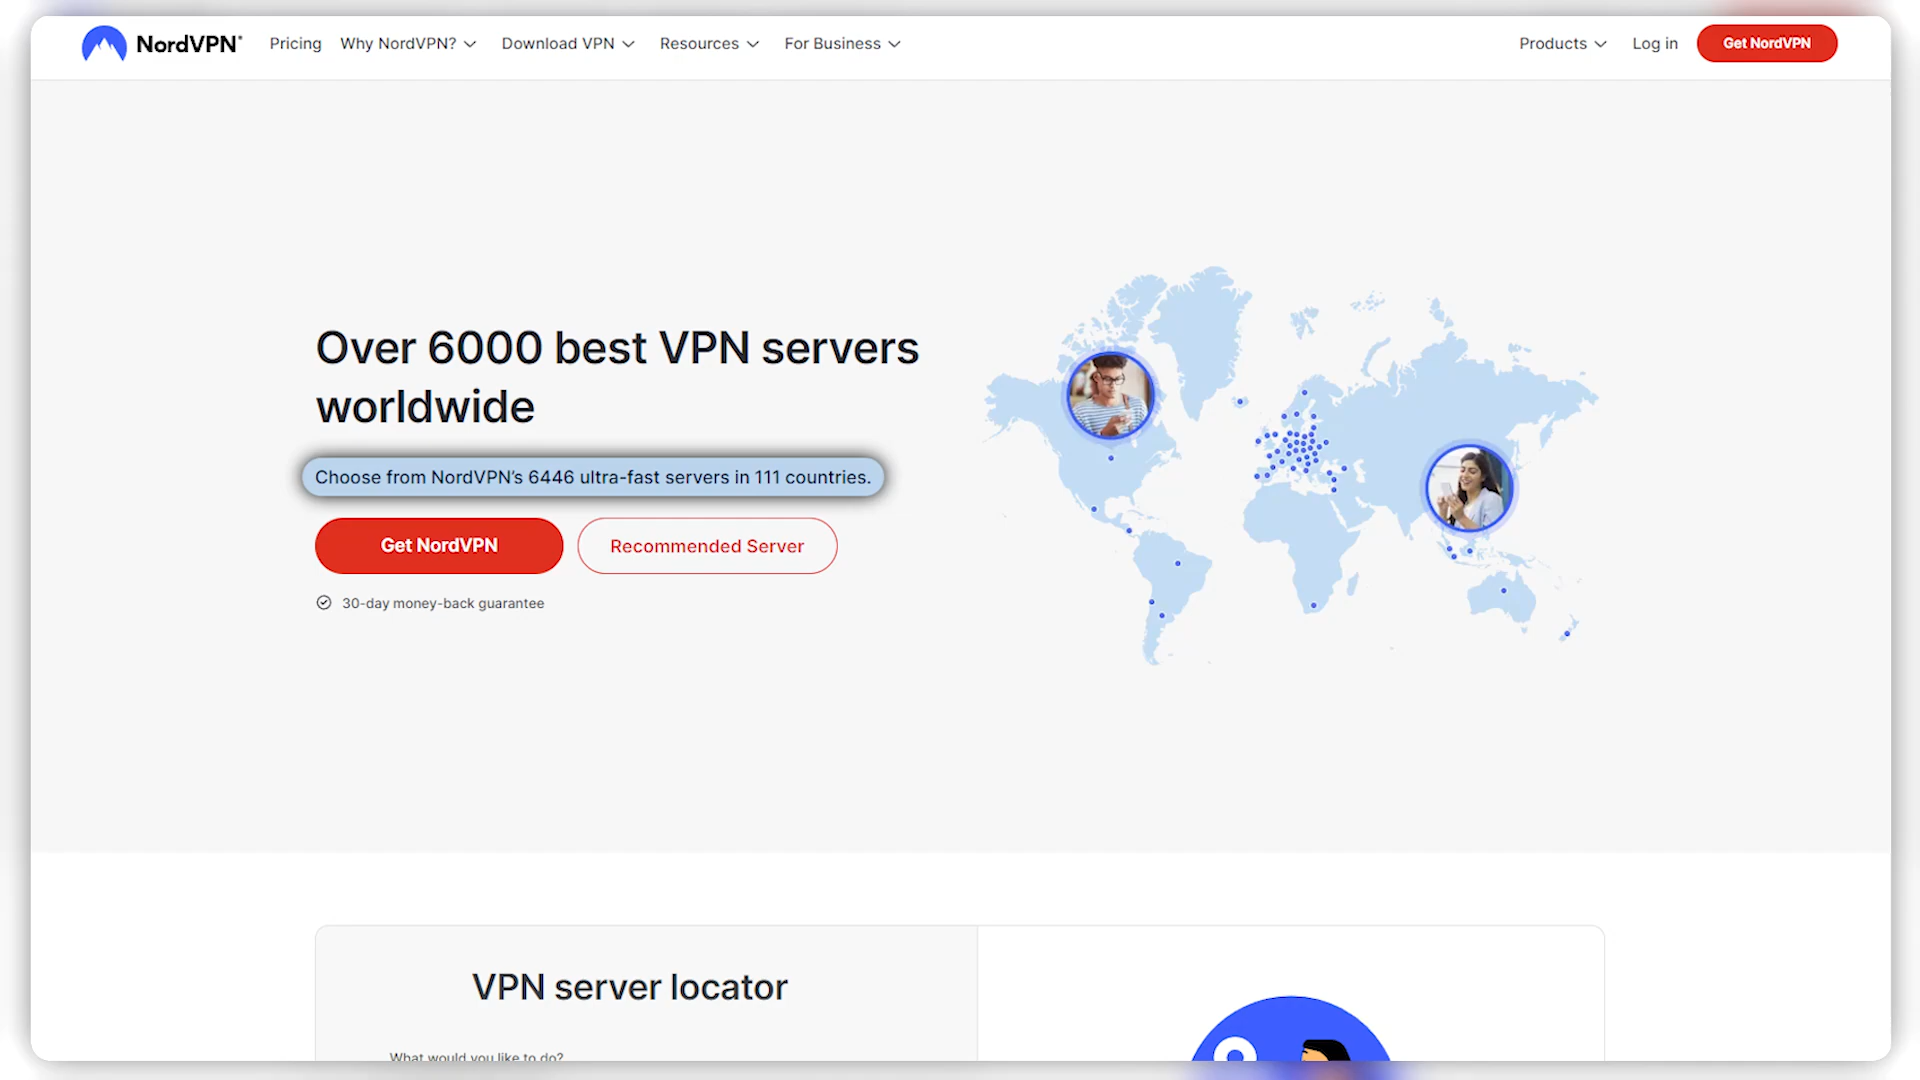 NordVPN®
Pricing
Why NordVPN?
Download VPN
Resources
For Business
Products
Log in
Get NordVPN
Over 6000 best VPN servers
worldwide
Choose from NordVPN's 6446 ultra-fast servers in 111 countries.
Get NordVPN
Recommended Server
30-day money-back guarantee
VPN server locator
What would you like to do?